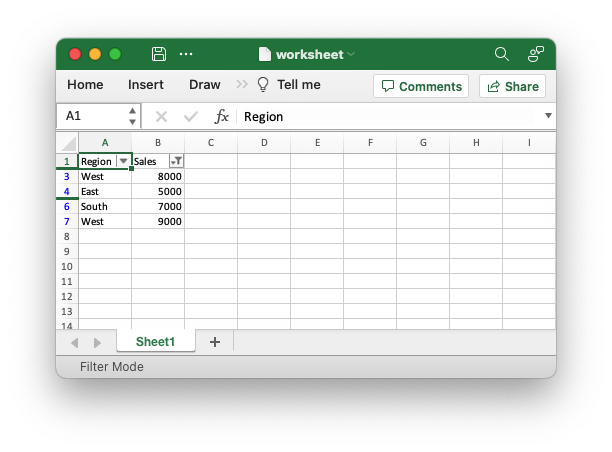 worksheet
Home Insert Draw Tell me Comments Share
A1 fx Region
A B C D E F G H I
1 Region Sales
3 West 8000
4 East 5000
6 South 7000
7 West 9000
8
9
10
11
12
13
14
Sheet1 +
Filter Mode